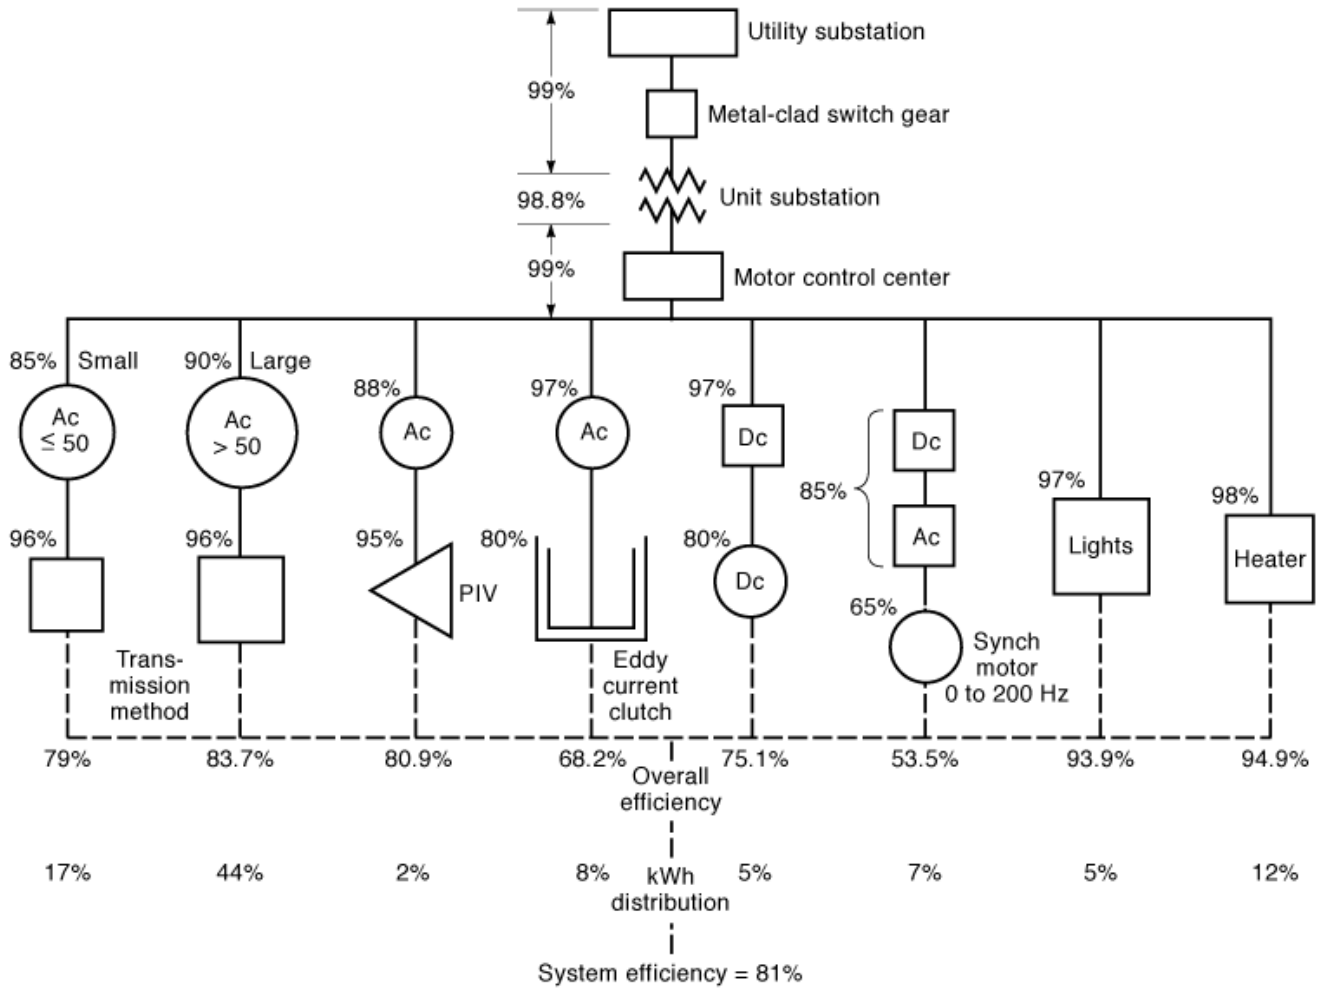 Utility substation
99%
Metal-clad switch gear
98.8%
Unit substation
99%
Motor control center
85%
Small
90%
Large
88%
97%
97%
Ac
≤ 50
Ac
> 50
Ac
Ac
Dc
Dc
85%
97%
98%
96%
96%
95%
80%
80%
Ac
Lights
Heater
Dc
PIV
65%
Trans-
mission
method
Eddy
current
clutch
Synch
motor
0 to 200 Hz
79%
83.7%
80.9%
68.2%
75.1%
53.5%
93.9%
94.9%
Overall
efficiency
17%
44%
2%
8%
5%
7%
5%
12%
kWh
distribution
System efficiency = 81%